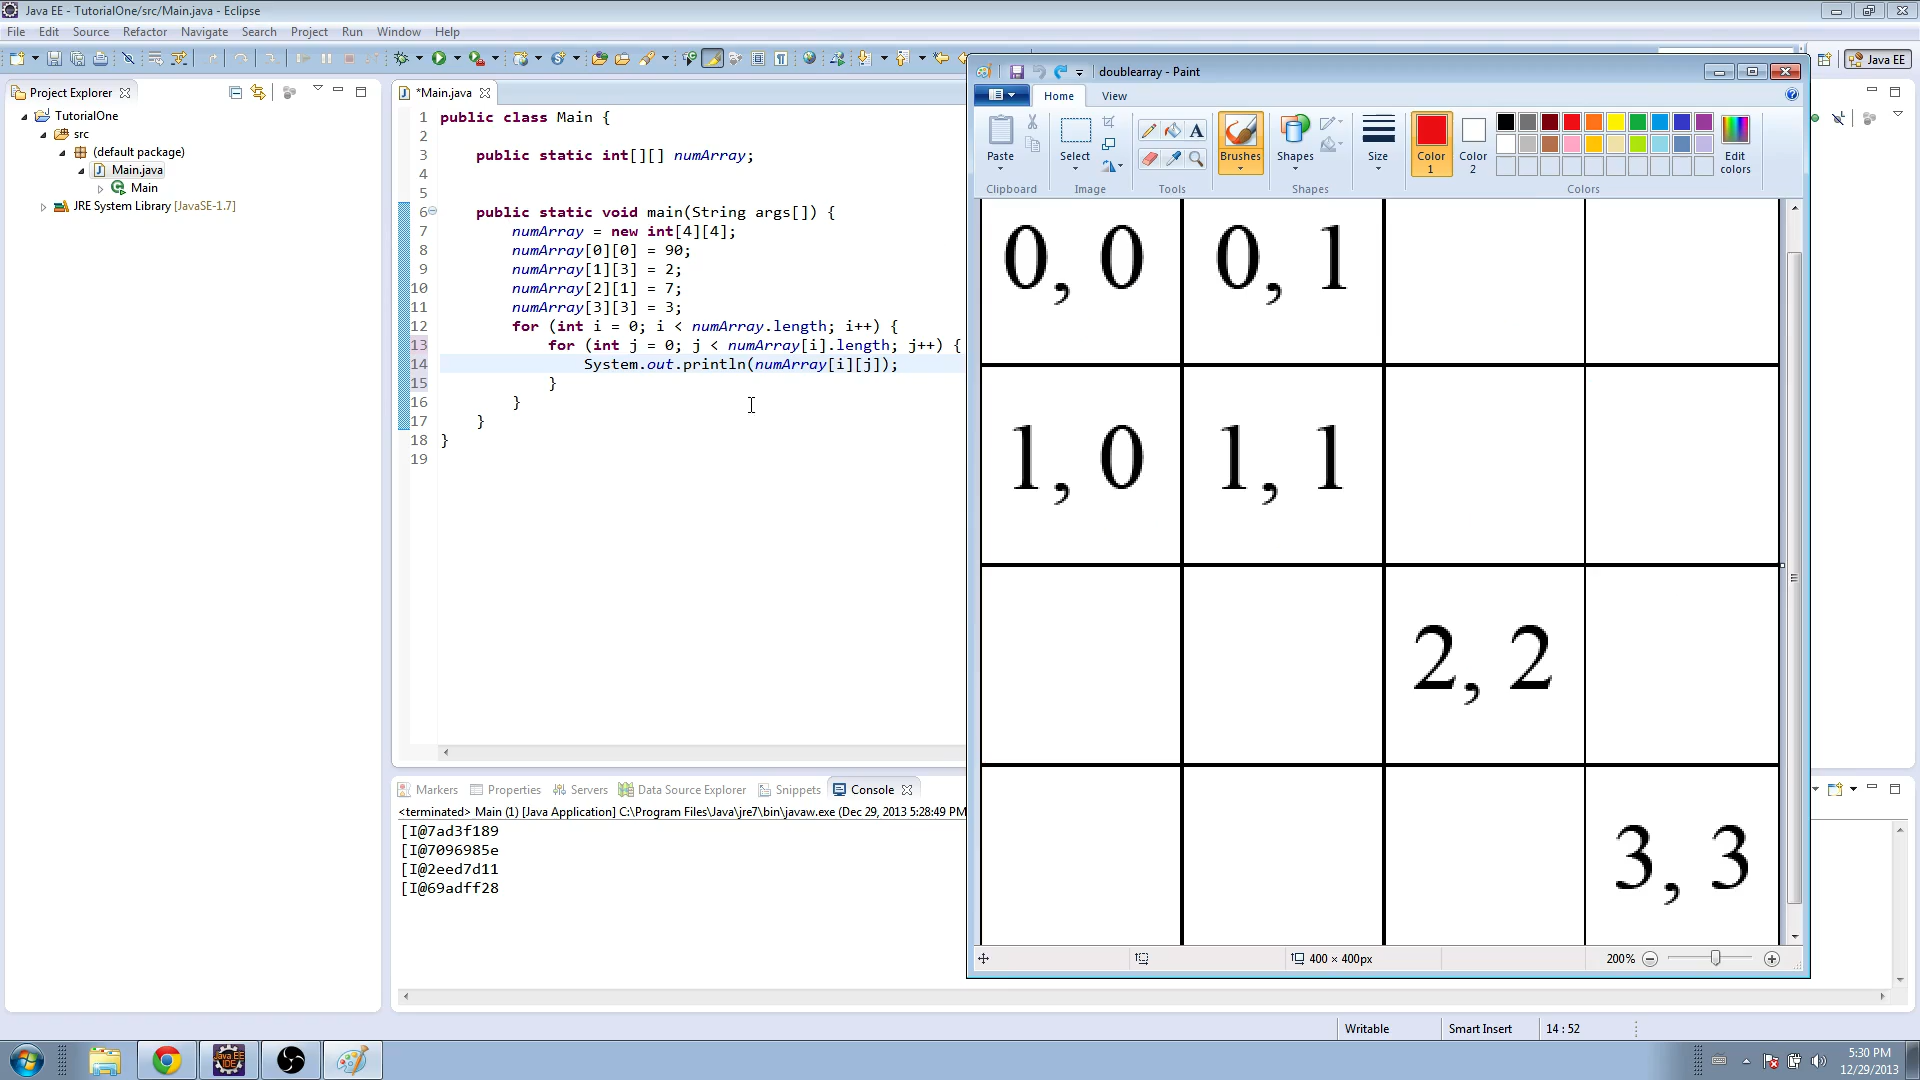 Java EE - TutorialOne/src/Main.java - Eclipse
File Edit Source Refactor Navigate Search Project Run Window Help
Java EE
Project Explorer
TutorialOne
src
(default package)
Main.java
Main
JRE System Library [JavaSE-1.7]
*Main.java
1 public class Main {
2
3 public static int[][] numArray;
4
5
6 public static void main(String args[]) {
7 numArray = new int[4][4];
8 numArray[0][0] = 90;
9 numArray[1][3] = 2;
10 numArray[2][1] = 7;
11 numArray[3][3] = 3;
12 for (int i = 0; i < numArray.length; i++) {
13 for (int j = 0; j < numArray[i].length; j++) {
14 System.out.println(numArray[i][j]);
15 }
16 }
17 }
18 }
19
Markers Properties Servers Data Source Explorer Snippets Console
<terminated> Main (1) [Java Application] C:\Program Files\Java\jre7\bin\javaw.exe (Dec 29, 2013 5:28:49 PM
[I@7ad3f189
[I@7096985e
[I@2eed7d11
[I@69adff28
doublearray - Paint
Home View
Paste
Select
A
Brushes
Shapes
Size
Color 1
Color 2
Edit colors
Clipboard Image Tools Shapes Colors
0, 0 0, 1
1, 0 1, 1
2, 2
3, 3
400 × 400px
200%
Writable Smart Insert 14 : 52
Java EE IDE
5:30 PM
12/29/2013